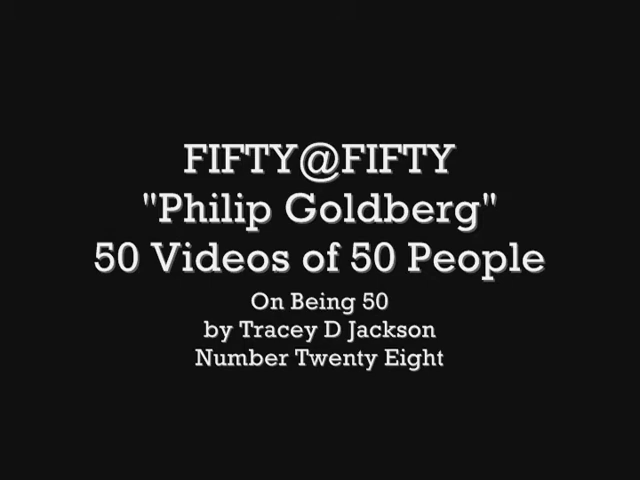 FIFTY@FIFTY
"Philip Goldberg"
50 Videos of 50 People
On Being 50
by Tracey D Jackson
Number Twenty Eight